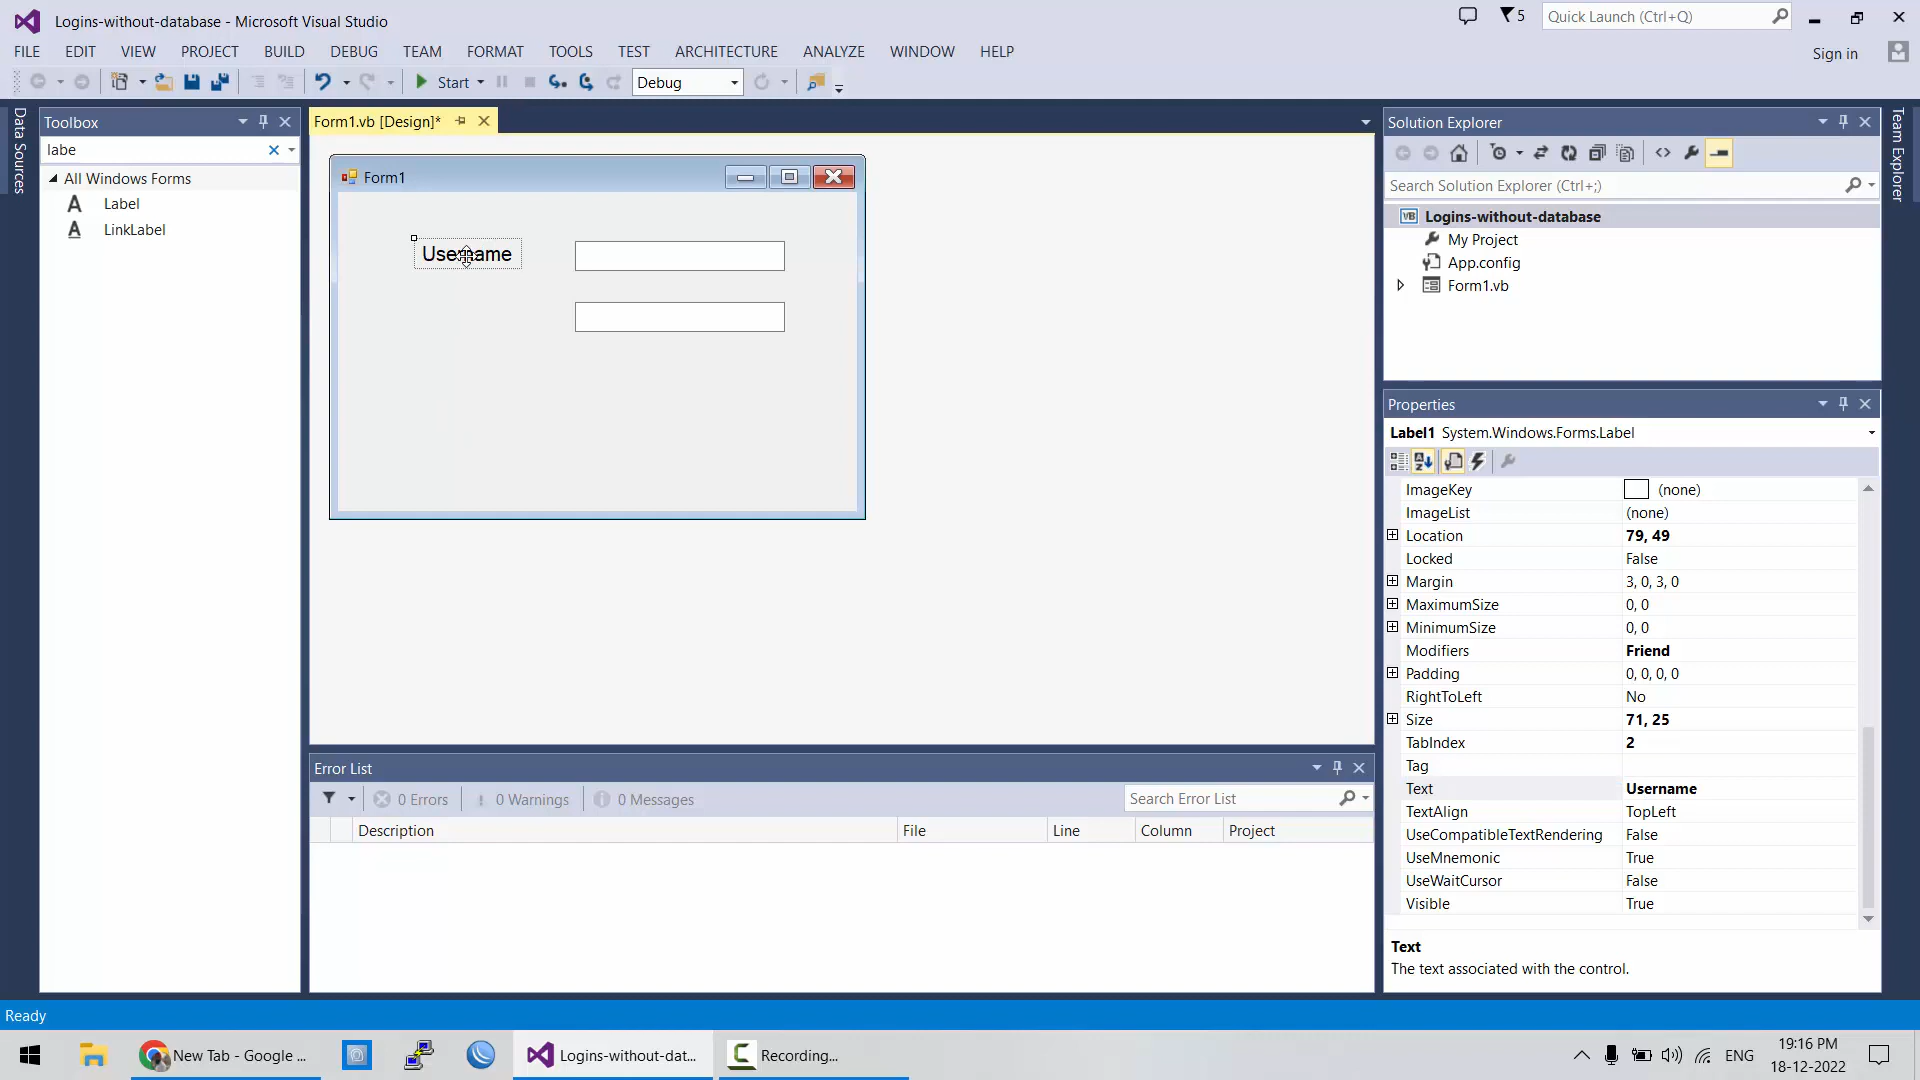 Logins-without-database - Microsoft Visual Studio
5
Quick Launch (Ctrl+Q)
FILE EDIT VIEW PROJECT BUILD DEBUG TEAM FORMAT TOOLS TEST ARCHITECTURE ANALYZE WINDOW HELP
Sign in
Start
Debug
Data Sources
Toolbox
labe
All Windows Forms
A Label
A LinkLabel
Form1.vb [Design]*
Form1
Username
Error List
0 Errors
0 Warnings
0 Messages
Search Error List
Description File Line Column Project
Solution Explorer
Search Solution Explorer (Ctrl+;)
VB Logins-without-database
My Project
App.config
Form1.vb
Team Explorer
Properties
Label1 System.Windows.Forms.Label
ImageKey (none)
ImageList (none)
Location 79, 49
Locked False
Margin 3, 0, 3, 0
MaximumSize 0, 0
MinimumSize 0, 0
Modifiers Friend
Padding 0, 0, 0, 0
RightToLeft No
Size 71, 25
TabIndex 2
Tag
Text Username
TextAlign TopLeft
UseCompatibleTextRendering False
UseMnemonic True
UseWaitCursor False
Visible True
Text
The text associated with the control.
Ready
New Tab - Google ...
Logins-without-dat...
Recording...
ENG
19:16 PM
18-12-2022